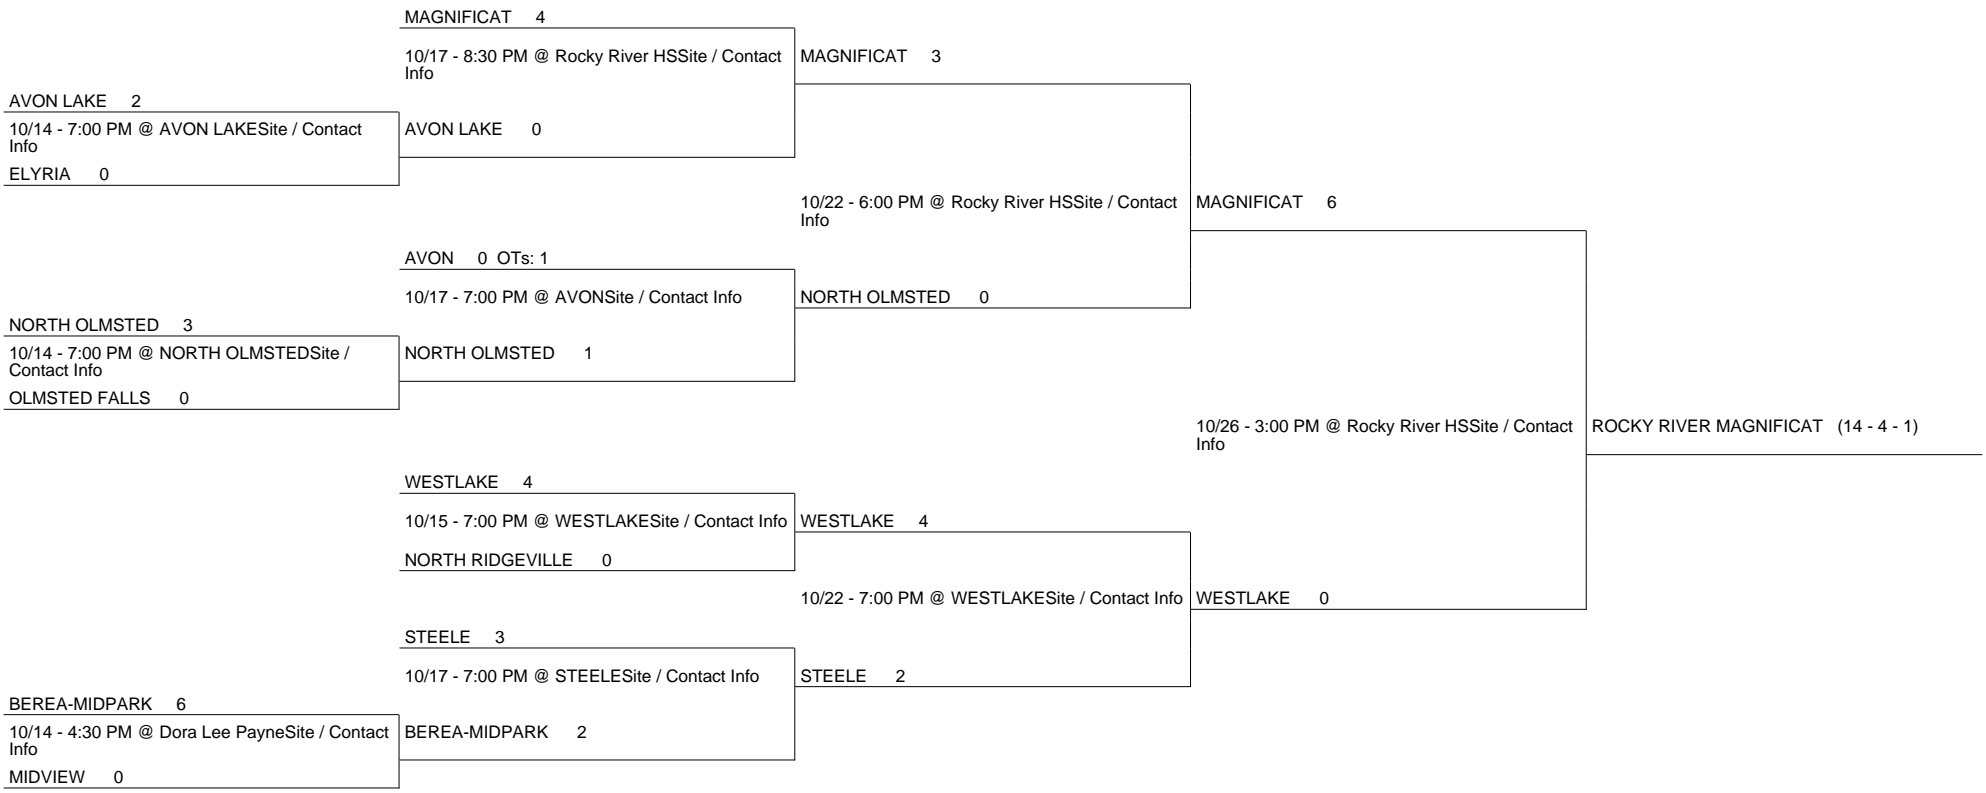 MAGNIFICAT 4
10/17 - 8:30 PM @ Rocky River HSSite / Contact
Info
MAGNIFICAT 3
AVON LAKE 2
10/14 - 7:00 PM @ AVON LAKESite / Contact
Info
AVON LAKE 0
ELYRIA 0
10/22 - 6:00 PM @ Rocky River HSSite / Contact
Info
MAGNIFICAT 6
AVON 0 OTs: 1
10/17 - 7:00 PM @ AVONSite / Contact Info
NORTH OLMSTED 0
NORTH OLMSTED 3
10/14 - 7:00 PM @ NORTH OLMSTEDSite /
Contact Info
NORTH OLMSTED 1
OLMSTED FALLS 0
10/26 - 3:00 PM @ Rocky River HSSite / Contact
Info
ROCKY RIVER MAGNIFICAT (14 - 4 - 1)
WESTLAKE 4
10/15 - 7:00 PM @ WESTLAKESite / Contact Info
WESTLAKE 4
NORTH RIDGEVILLE 0
10/22 - 7:00 PM @ WESTLAKESite / Contact Info
WESTLAKE 0
STEELE 3
10/17 - 7:00 PM @ STEELESite / Contact Info
STEELE 2
BEREA-MIDPARK 6
10/14 - 4:30 PM @ Dora Lee PayneSite / Contact
Info
BEREA-MIDPARK 2
MIDVIEW 0